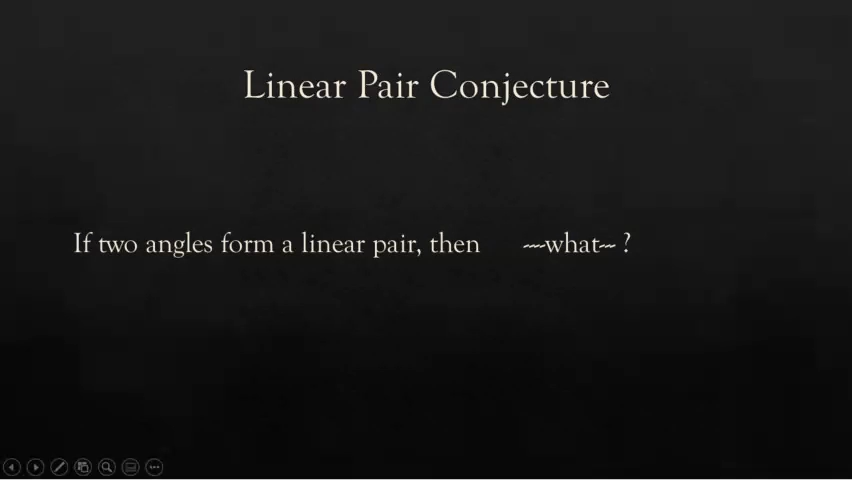 Linear Pair Conjecture
If two angles form a linear pair, then ~~what~~ ?